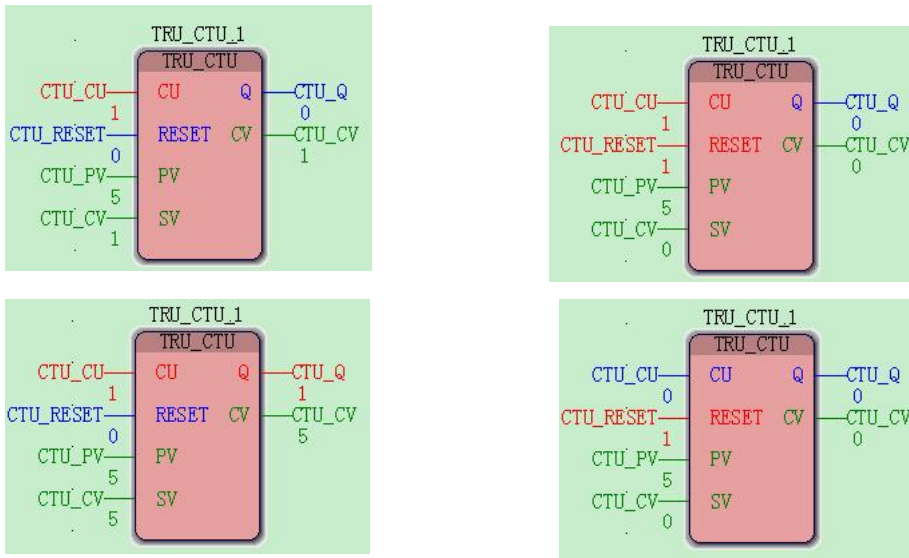 TRU_CTU_1
TRU_CTU
CTU_CU CU Q CTU_Q
1 0
CTU_RESET RESET CV CTU_CV
0 1
CTU_PV PV
5
CTU_CV SV
1
TRU_CTU_1
TRU_CTU
CTU_CU CU Q CTU_Q
1 0
CTU_RESET RESET CV CTU_CV
1 0
CTU_PV PV
5
CTU_CV SV
0
TRU_CTU_1
TRU_CTU
CTU_CU CU Q CTU_Q
1 1
CTU_RESET RESET CV CTU_CV
0 5
CTU_PV PV
5
CTU_CV SV
5
TRU_CTU_1
TRU_CTU
CTU_CU CU Q CTU_Q
0 0
CTU_RESET RESET CV CTU_CV
1 0
CTU_PV PV
5
CTU_CV SV
0